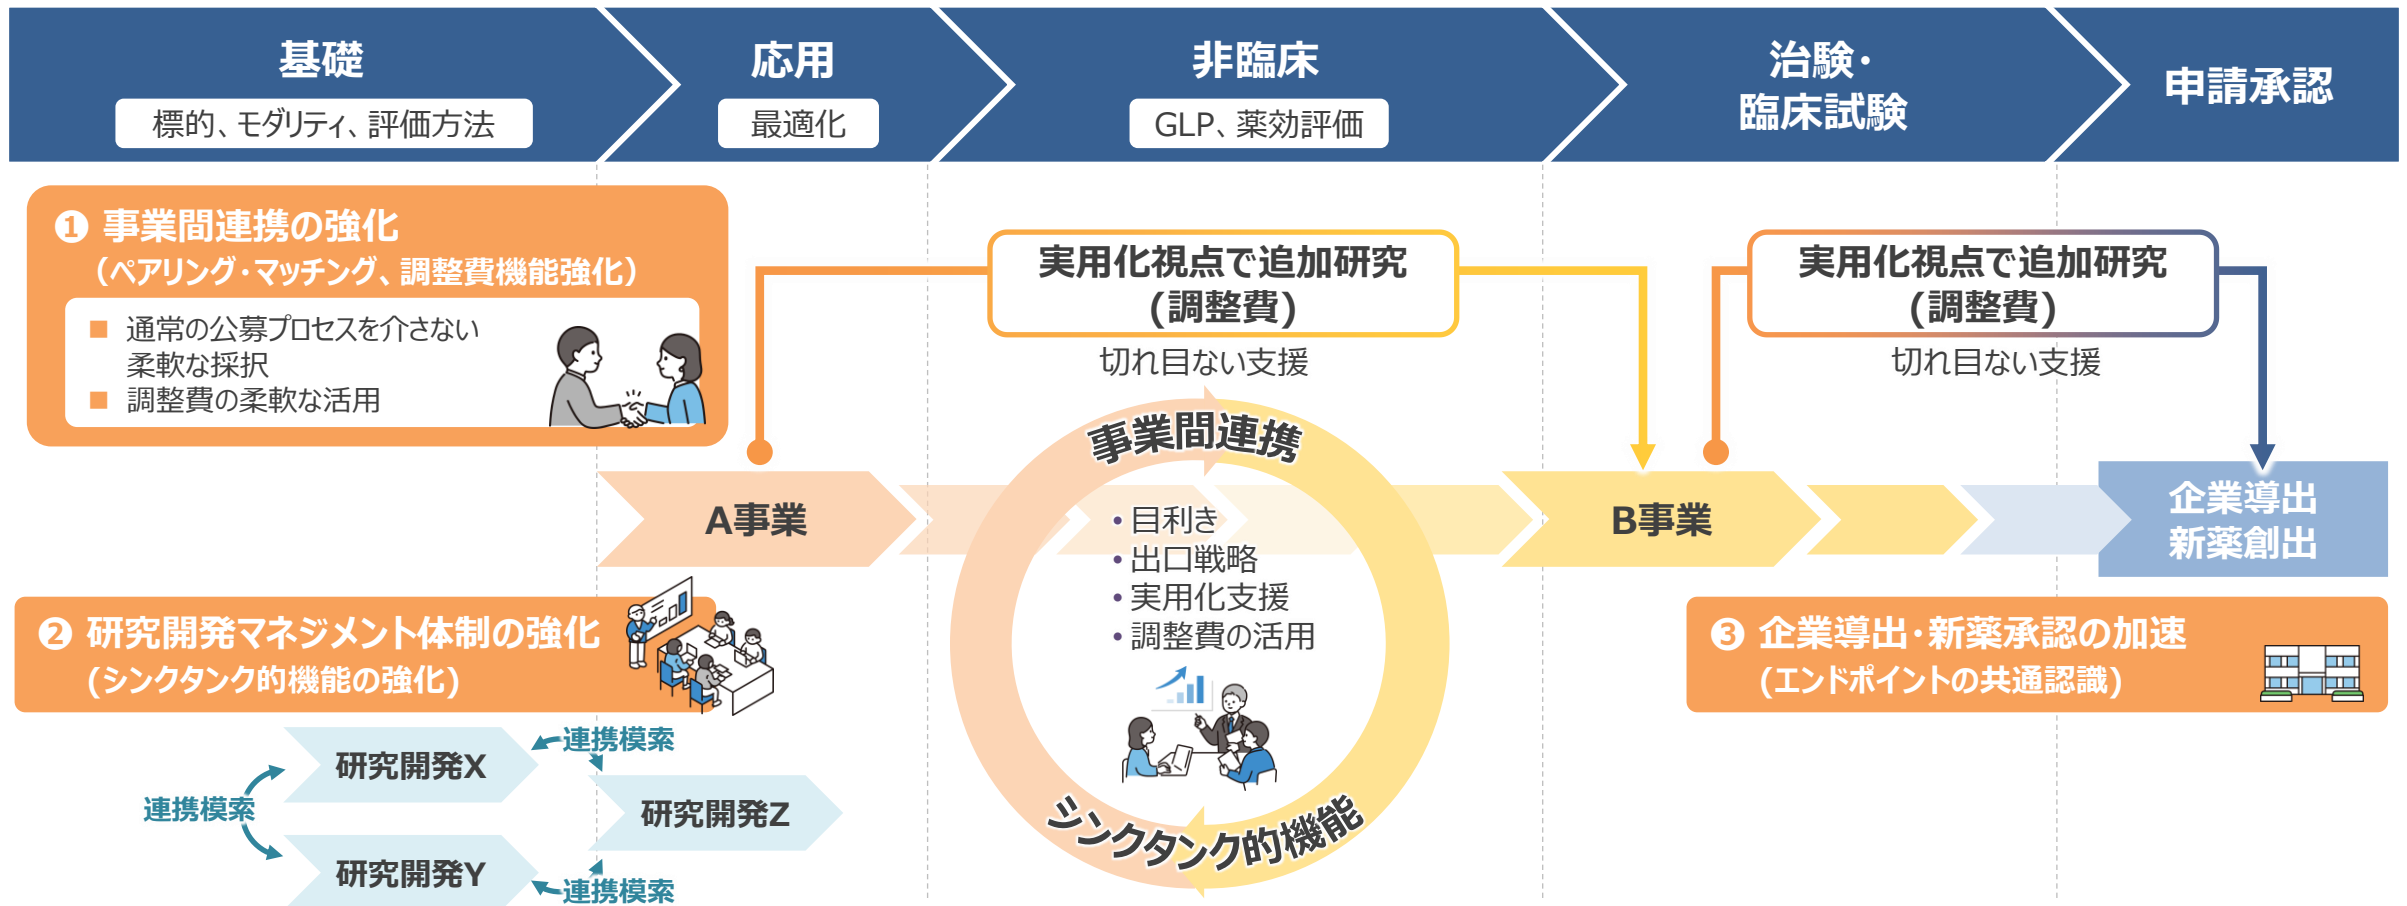 基礎
標的、モダリティ、評価方法
応用
最適化
非臨床
GLP、薬効評価
治験・
臨床試験
申請承認
❶ 事業間連携の強化
（ペアリング・マッチング、調整費機能強化）
■ 通常の公募プロセスを介さない
柔軟な採択
■ 調整費の柔軟な活用
実用化視点で追加研究
(調整費)
切れ目ない支援
実用化視点で追加研究
(調整費)
切れ目ない支援
事業間連携
A事業
• 目利き
• 出口戦略
• 実用化支援
• 調整費の活用
シンクタンク的機能
B事業
企業導出
新薬創出
❷ 研究開発マネジメント体制の強化
(シンクタンク的機能の強化)
❸ 企業導出・新薬承認の加速
(エンドポイントの共通認識)
連携模索
研究開発X
連携模索
研究開発Z
研究開発Y
連携模索